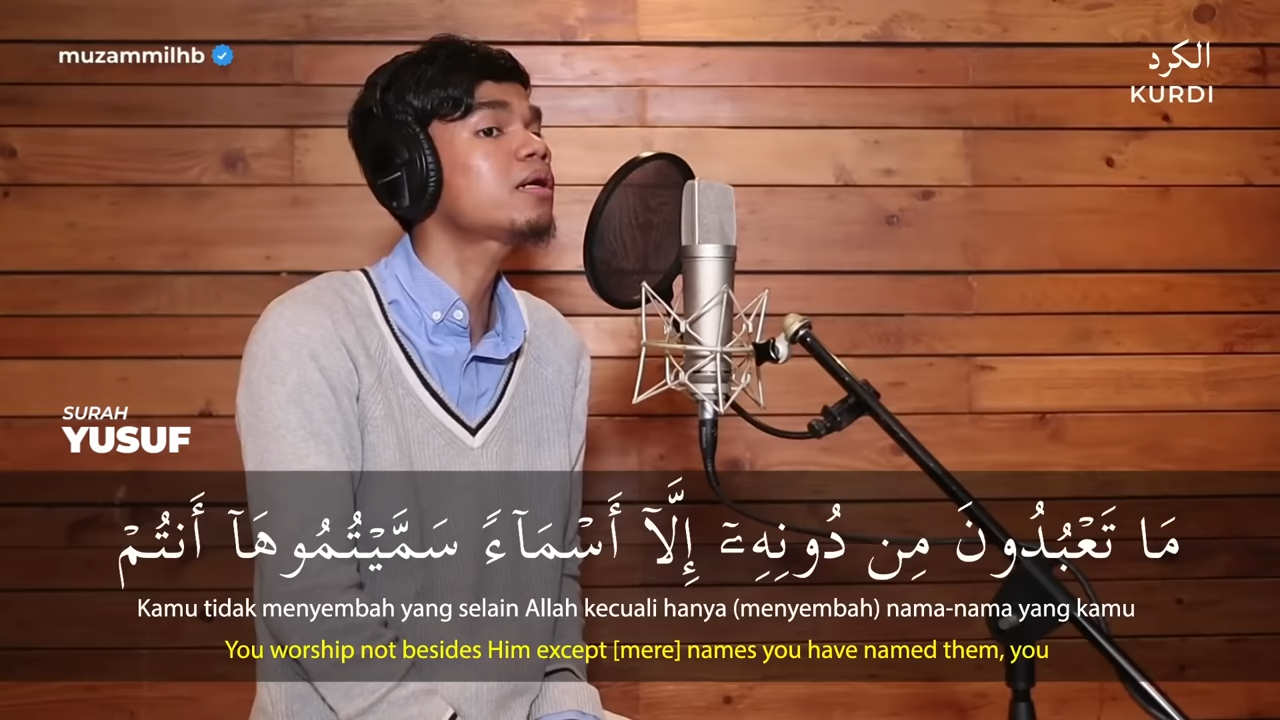 muzammilhb
الكرد
KURDI
SURAH
YUSUF
مَا تَعْبُدُونَ مِن دُونِهِۦٓ إِلَّآ أَسْمَآءً سَمَّيْتُمُوهَآ أَنتُمْ
Kamu tidak menyembah yang selain Allah kecuali hanya (menyembah) nama-nama yang kamu
You worship not besides Him except [mere] names you have named them, you